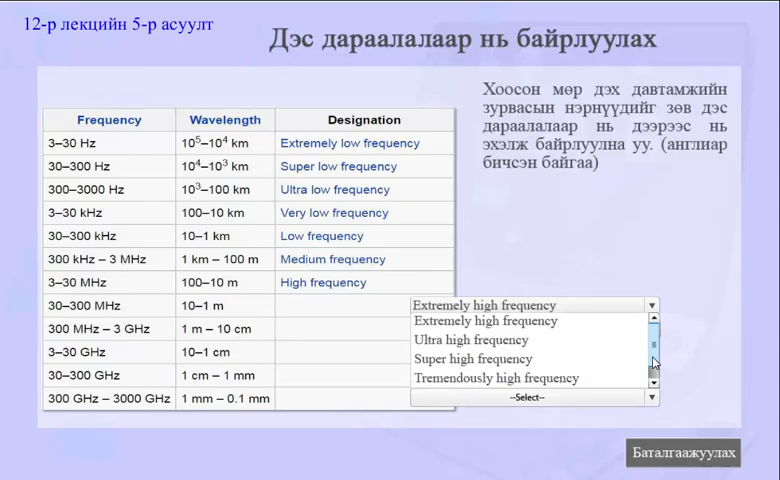 12-р лекцийн 5-р асуулт
Дэс дараалалаар нь байрлуулах
Хоосон мөр дэх давтамжийн
зурвасын нэрнүүдийг зөв дэс
дараалалаар нь дээрээс нь
эхэлж байрлуулна уу. (англиар
бичсэн байгаа)
Frequency Wavelength Designation
3–30 Hz 10⁵–10⁴ km Extremely low frequency
30–300 Hz 10⁴–10³ km Super low frequency
300–3000 Hz 10³–100 km Ultra low frequency
3–30 kHz 100–10 km Very low frequency
30–300 kHz 10–1 km Low frequency
300 kHz – 3 MHz 1 km – 100 m Medium frequency
3–30 MHz 100–10 m High frequency
30–300 MHz 10–1 m
300 MHz – 3 GHz 1 m – 10 cm
3–30 GHz 10–1 cm
30–300 GHz 1 cm – 1 mm
300 GHz – 3000 GHz 1 mm – 0.1 mm
Extremely high frequency
Extremely high frequency
Ultra high frequency
Super high frequency
Tremendously high frequency
--Select--
Баталгаажуулах